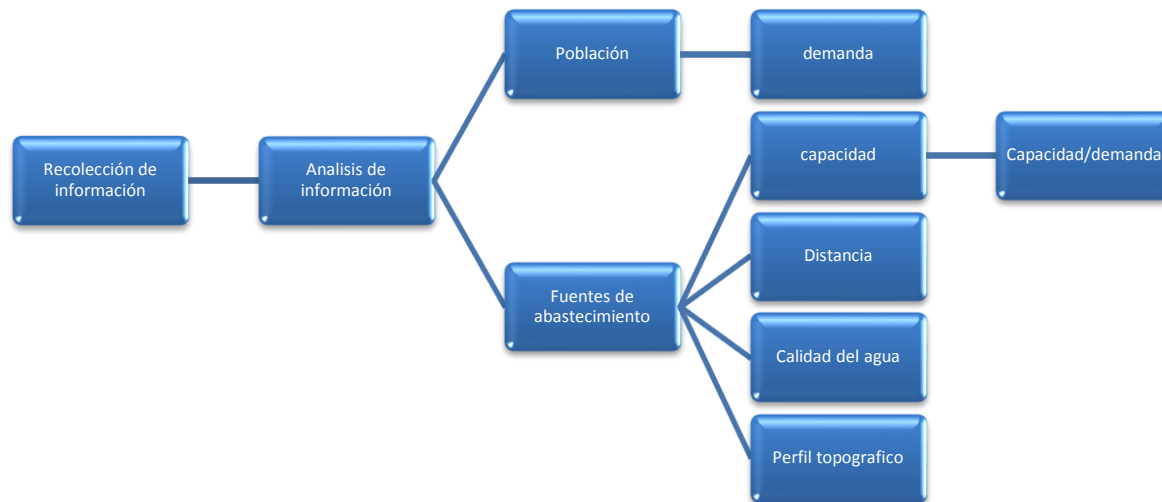 Recolección de
información
Analisis de
información
Población
demanda
Fuentes de
abastecimiento
capacidad
Capacidad/demanda
Distancia
Calidad del agua
Perfil topografico